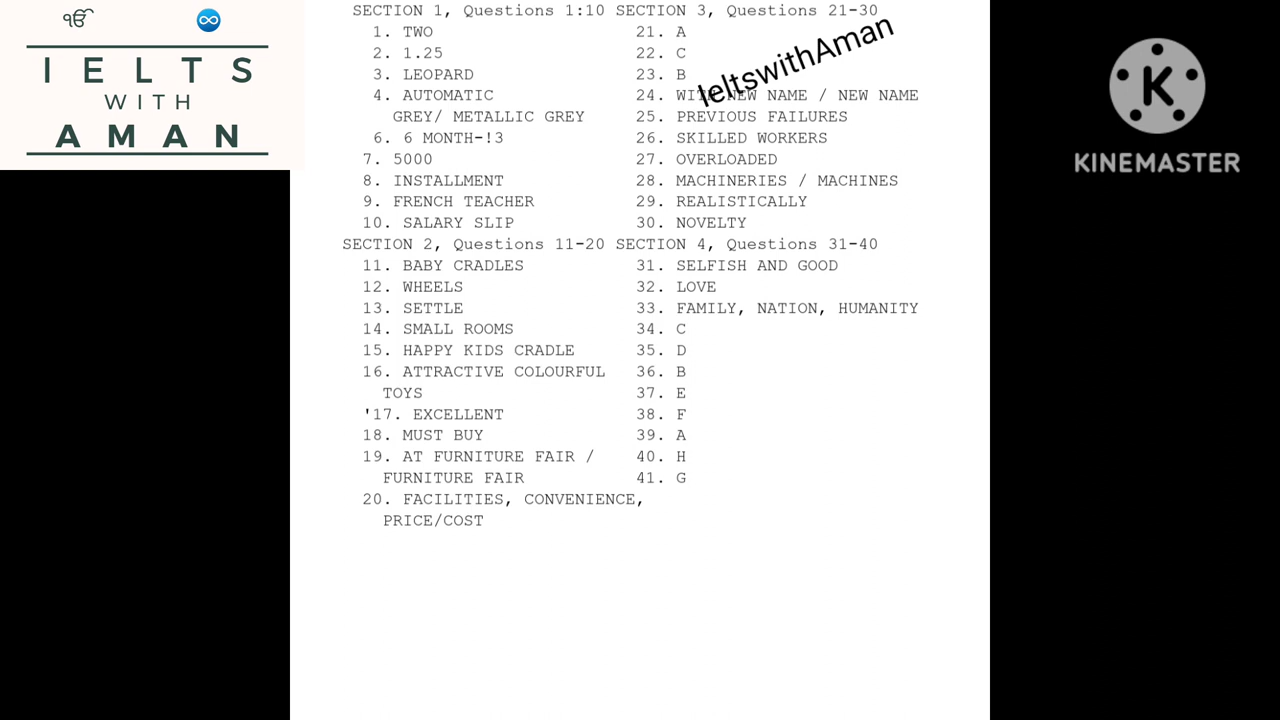 ੴ
IELTS
WITH
AMAN
SECTION 1, Questions 1:10
1. TWO
2. 1.25
3. LEOPARD
4. AUTOMATIC
GREY/ METALLIC GREY
6. 6 MONTH-!3
7. 5000
8. INSTALLMENT
9. FRENCH TEACHER
10. SALARY SLIP
SECTION 2, Questions 11-20
11. BABY CRADLES
12. WHEELS
13. SETTLE
14. SMALL ROOMS
15. HAPPY KIDS CRADLE
16. ATTRACTIVE COLOURFUL
TOYS
'17. EXCELLENT
18. MUST BUY
19. AT FURNITURE FAIR /
FURNITURE FAIR
20. FACILITIES, CONVENIENCE,
PRICE/COST
SECTION 3, Questions 21-30
21. A
22. C
23. B
24. WITH NEW NAME / NEW NAME
25. PREVIOUS FAILURES
26. SKILLED WORKERS
27. OVERLOADED
28. MACHINERIES / MACHINES
29. REALISTICALLY
30. NOVELTY
SECTION 4, Questions 31-40
31. SELFISH AND GOOD
32. LOVE
33. FAMILY, NATION, HUMANITY
34. C
35. D
36. B
37. E
38. F
39. A
40. H
41. G
IeltswithAman
K
KINEMASTER